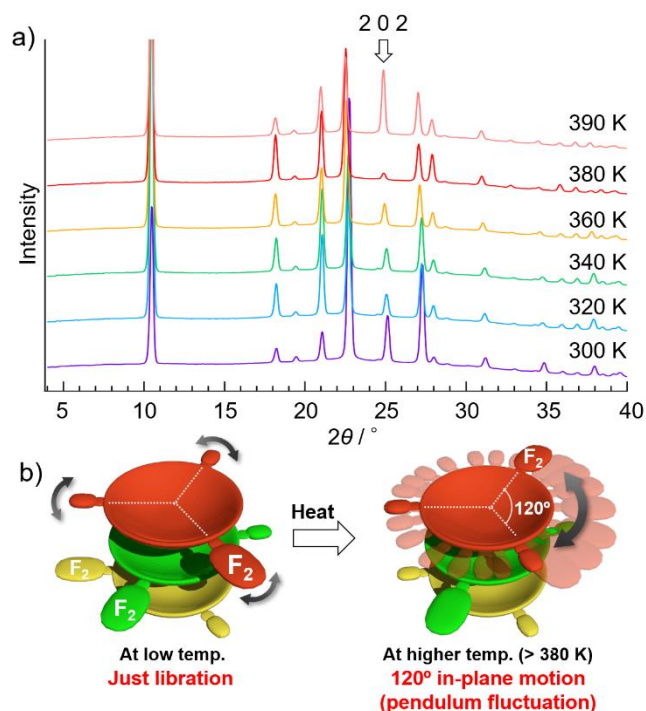 a)
2 0 2
390 K
380 K
360 K
340 K
320 K
300 K
Intensity
5 10 15 20 25 30 35 40
2θ / °
b)
F₂
F₂
F₂
Heat
F₂
120º
At low temp.
Just libration
At higher temp. (> 380 K)
120º in-plane motion
(pendulum fluctuation)